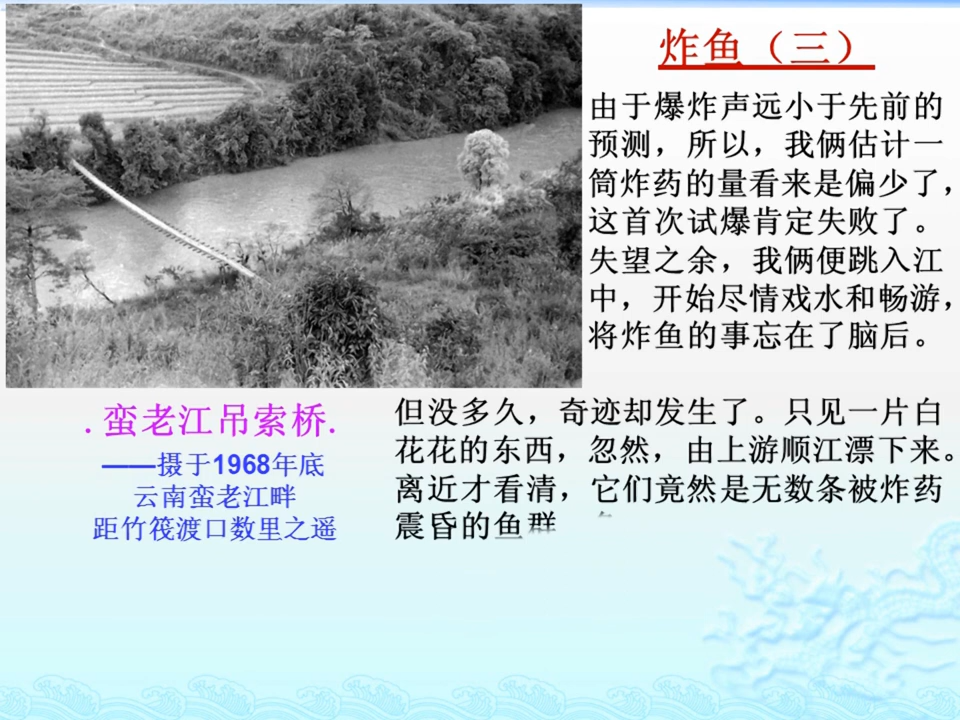 炸鱼（三）
由于爆炸声远小于先前的
预测，所以，我俩估计一
筒炸药的量看来是偏少了，
这首次试爆肯定失败了。
失望之余，我俩便跳入江
中，开始尽情戏水和畅游，
将炸鱼的事忘在了脑后。
.蛮老江吊索桥.
——摄于1968年底
云南蛮老江畔
距竹筏渡口数里之遥
但没多久，奇迹却发生了。只见一片白
花花的东西，忽然，由上游顺江漂下来。
离近才看清，它们竟然是无数条被炸药
震昏的鱼群